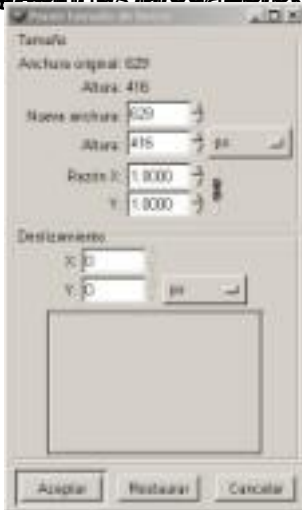 Tamaño
Anchura original: 629
Altura: 416
Nueva anchura: 629
Altura: 416 px
Razón X: 1.0000
Y: 1.0000
Deslizamiento
X: 0
Y: 0 px
Aceptar Restaurar Cancelar